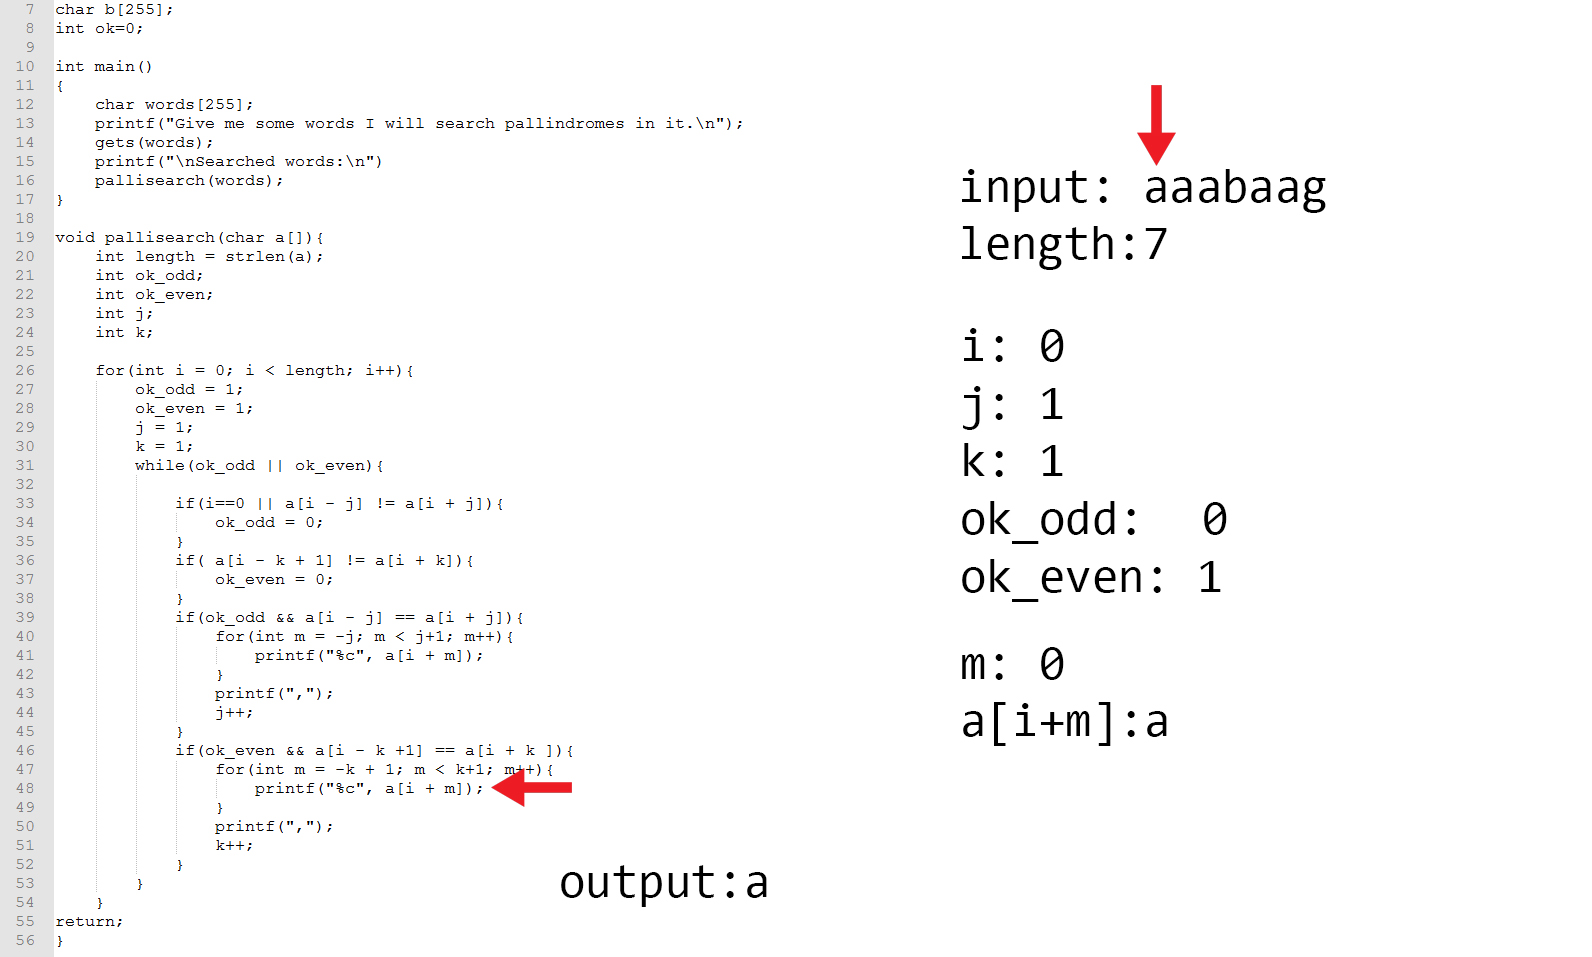 7 char b[255];
8 int ok=0;
9
10 int main()
11 {
12 char words[255];
13 printf("Give me some words I will search pallindromes in it.\n");
14 gets(words);
15 printf("\nSearched words:\n")
16 pallisearch(words);
17 }
18
19 void pallisearch(char a[]){
20 int length = strlen(a);
21 int ok_odd;
22 int ok_even;
23 int j;
24 int k;
25
26 for(int i = 0; i < length; i++){
27 ok_odd = 1;
28 ok_even = 1;
29 j = 1;
30 k = 1;
31 while(ok_odd || ok_even){
32
33 if(i==0 || a[i - j] != a[i + j]){
34 ok_odd = 0;
35 }
36 if( a[i - k + 1] != a[i + k]){
37 ok_even = 0;
38 }
39 if(ok_odd && a[i - j] == a[i + j]){
40 for(int m = -j; m < j+1; m++){
41 printf("%c", a[i + m]);
42 }
43 printf(",");
44 j++;
45 }
46 if(ok_even && a[i - k +1] == a[i + k ]){
47 for(int m = -k + 1; m < k+1; m++){
48 printf("%c", a[i + m]);
49 }
50 printf(",");
51 k++;
52 }
53 }
54 }
55 return;
56 }
input: aaabaag
length:7
i: 0
j: 1
k: 1
ok_odd: 0
ok_even: 1
m: 0
a[i+m]:a
output:a